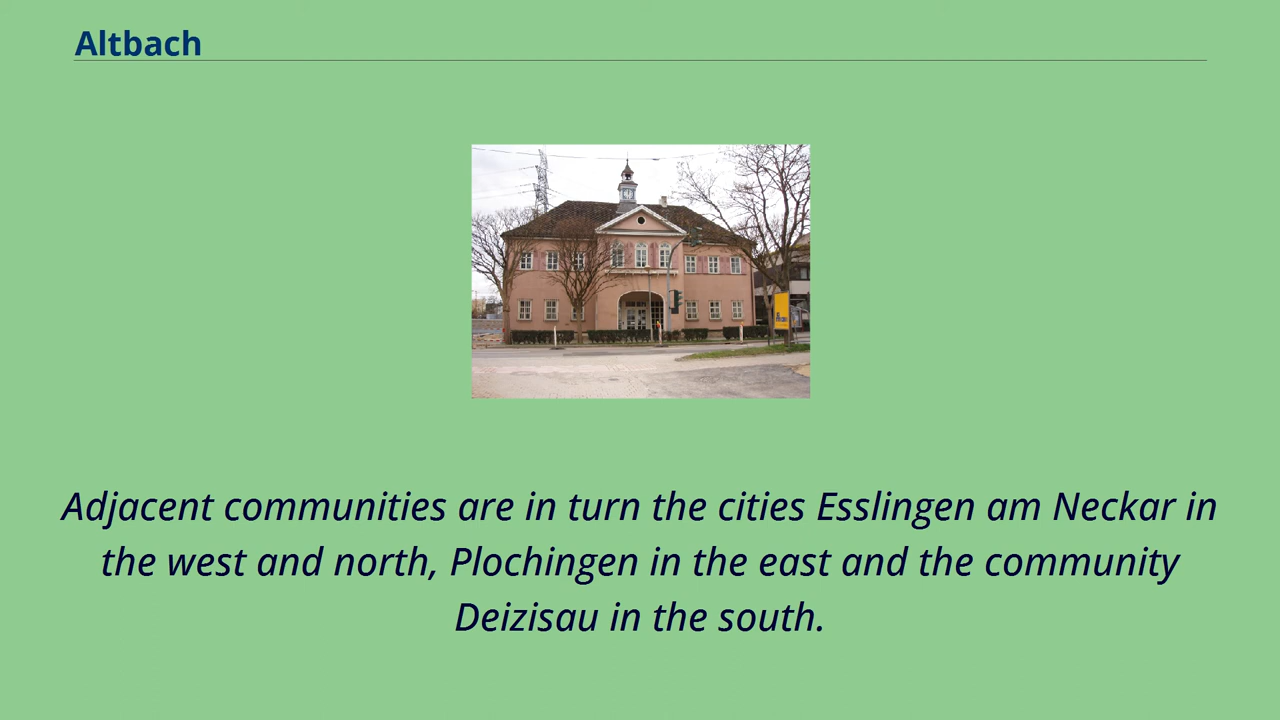 Altbach
Adjacent communities are in turn the cities Esslingen am Neckar in
the west and north, Plochingen in the east and the community
Deizisau in the south.